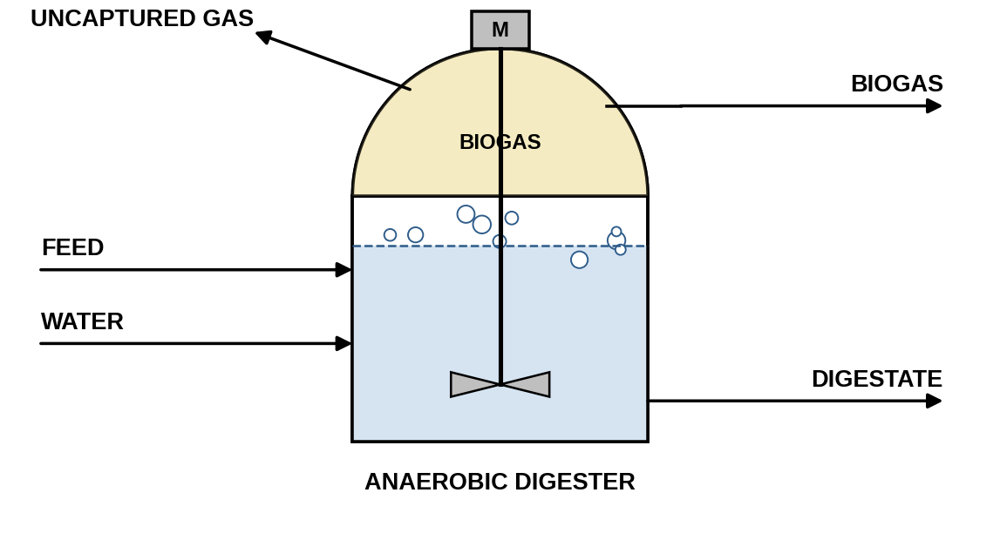 UNCAPTURED GAS
M
BIOGAS
BIOGAS
FEED
WATER
DIGESTATE
ANAEROBIC DIGESTER